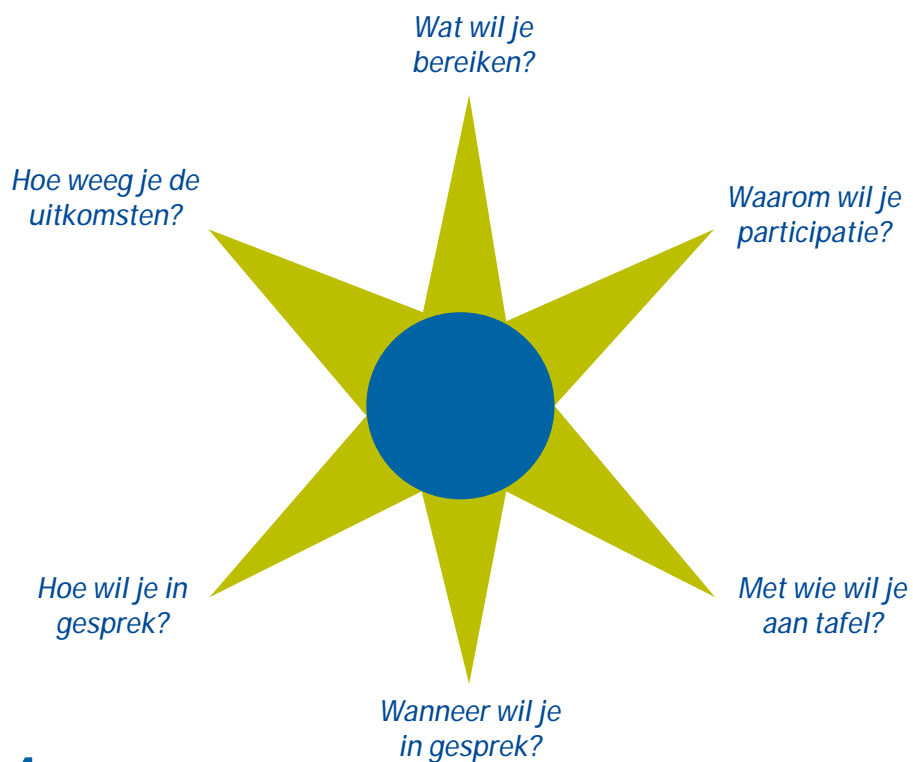 Wat wil je
bereiken?
Waarom wil je
participatie?
Met wie wil je
aan tafel?
Wanneer wil je
in gesprek?
Hoe wil je in
gesprek?
Hoe weeg je de
uitkomsten?